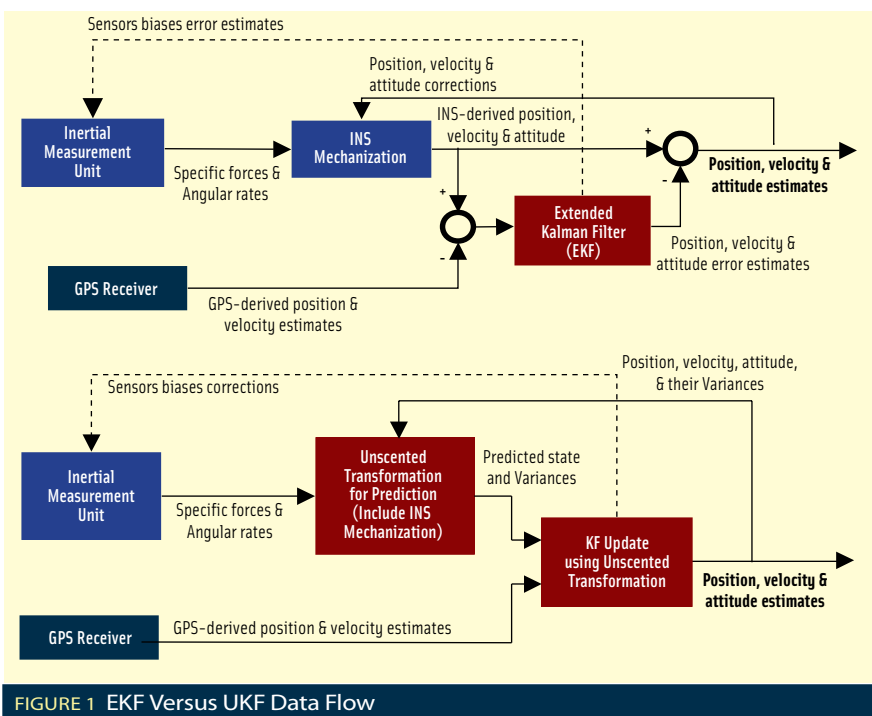 Sensors biases error estimates
Position, velocity &
attitude corrections
Inertial
Measurement
Unit
INS
Mechanization
INS-derived position,
velocity & attitude
+
-
Position, velocity &
attitude estimates
Specific forces &
Angular rates
+
-
Extended
Kalman Filter
(EKF)
Position, velocity &
attitude error estimates
GPS Receiver
GPS-derived position &
velocity estimates
Position, velocity, attitude,
& their Variances
Sensors biases corrections
Inertial
Measurement
Unit
Specific forces &
Angular rates
Unscented
Transformation
for Prediction
(Include INS
Mechanization)
Predicted state
and Variances
KF Update
using Unscented
Transformation
Position, velocity &
attitude estimates
GPS Receiver
GPS-derived position & velocity estimates
FIGURE 1 EKF Versus UKF Data Flow